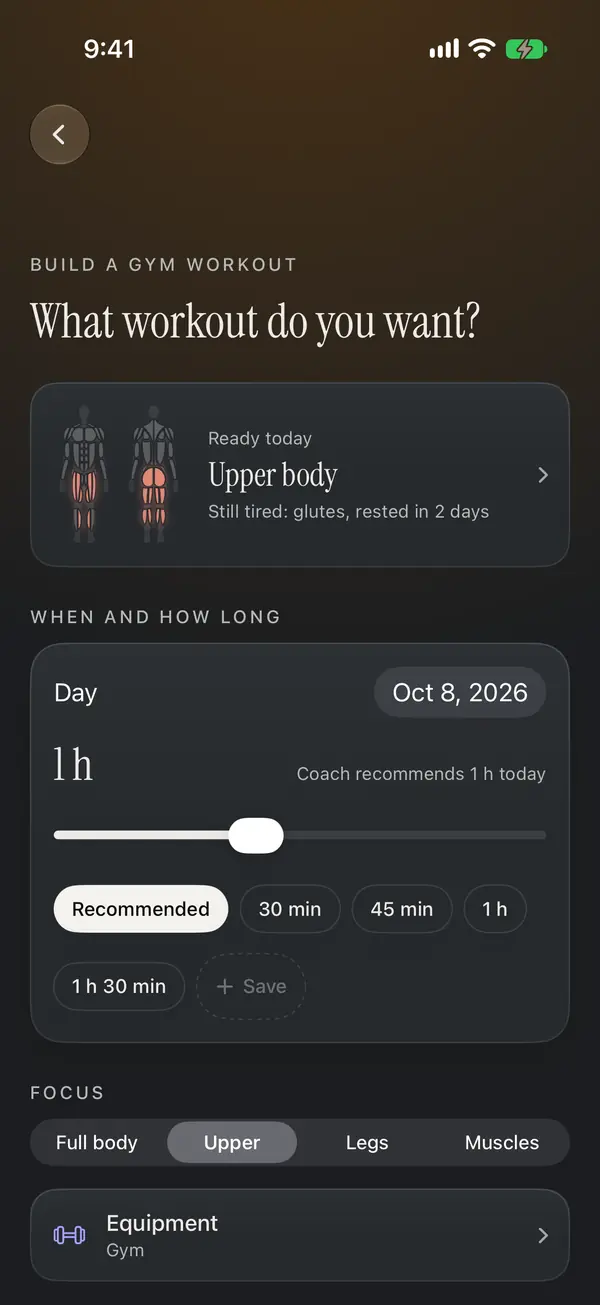 9:41
BUILD A GYM WORKOUT
What workout do you want?
Ready today
Upper body
Still tired: glutes, rested in 2 days
WHEN AND HOW LONG
Day
Oct 8, 2026
1 h
Coach recommends 1 h today
Recommended
30 min
45 min
1 h
1 h 30 min
+ Save
FOCUS
Full body
Upper
Legs
Muscles
Equipment
Gym